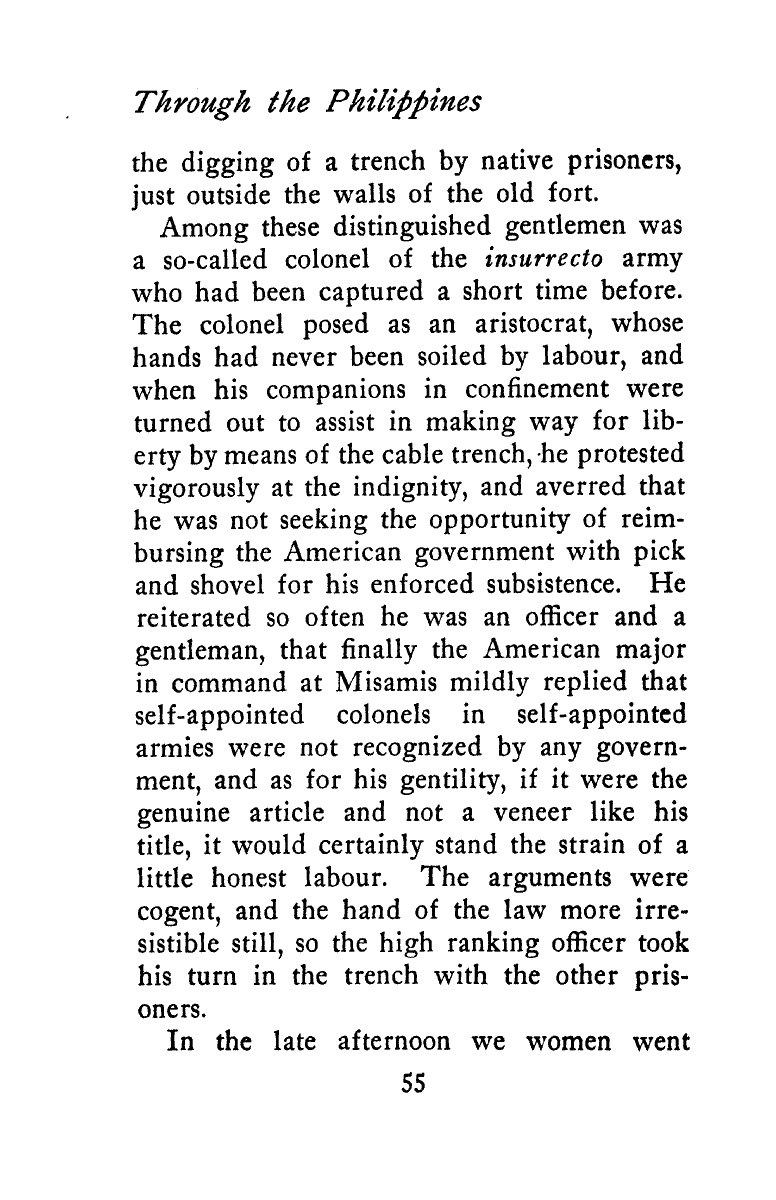 Through the Philippines
the digging of a trench by native prisoners,
just outside the walls of the old fort.
Among these distinguished gentlemen was
a so-called colonel of the insurrecto army
who had been captured a short time before.
The colonel posed as an aristocrat, whose
hands had never been soiled by labour, and
when his companions in confinement were
turned out to assist in making way for lib-
erty by means of the cable trench, he protested
vigorously at the indignity, and averred that
he was not seeking the opportunity of reim-
bursing the American government with pick
and shovel for his enforced subsistence. He
reiterated so often he was an officer and a
gentleman, that finally the American major
in command at Misamis mildly replied that
self-appointed colonels in self-appointed
armies were not recognized by any govern-
ment, and as for his gentility, if it were the
genuine article and not a veneer like his
title, it would certainly stand the strain of a
little honest labour. The arguments were
cogent, and the hand of the law more irre-
sistible still, so the high ranking officer took
his turn in the trench with the other pris-
oners.
In the late afternoon we women went
55